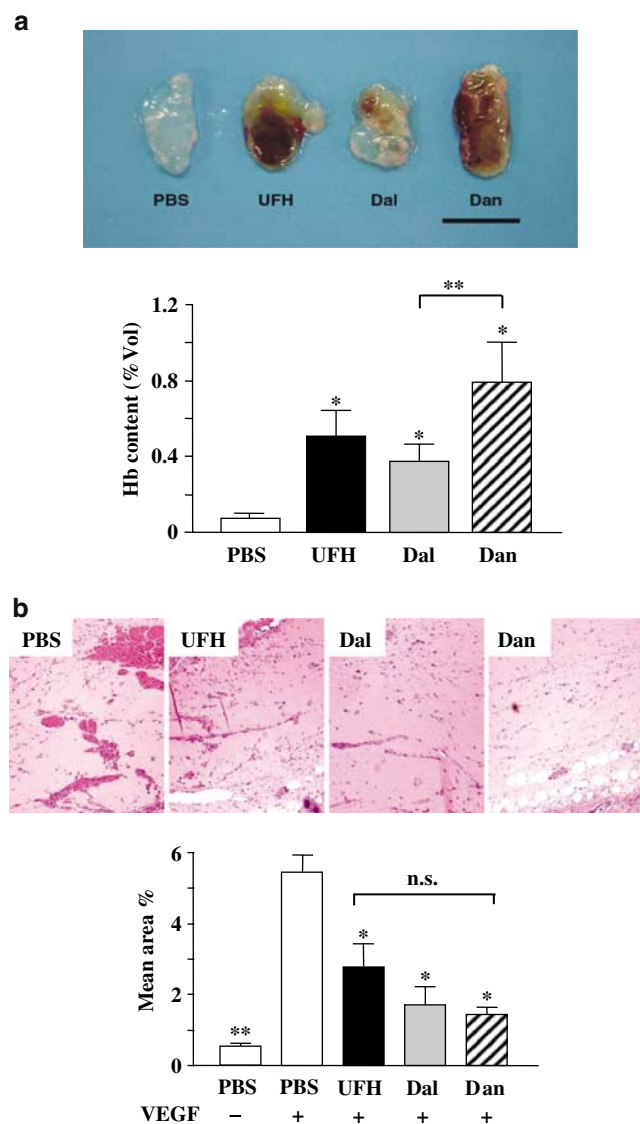 a
PBS UFH Dal Dan
**
1.2
0.8
0.4
0
Hb content (% Vol)
* * *
PBS UFH Dal Dan
b
PBS UFH Dal Dan
6
4
2
0
Mean area %
n.s.
** * * *
PBS PBS UFH Dal Dan
VEGF – + + + +